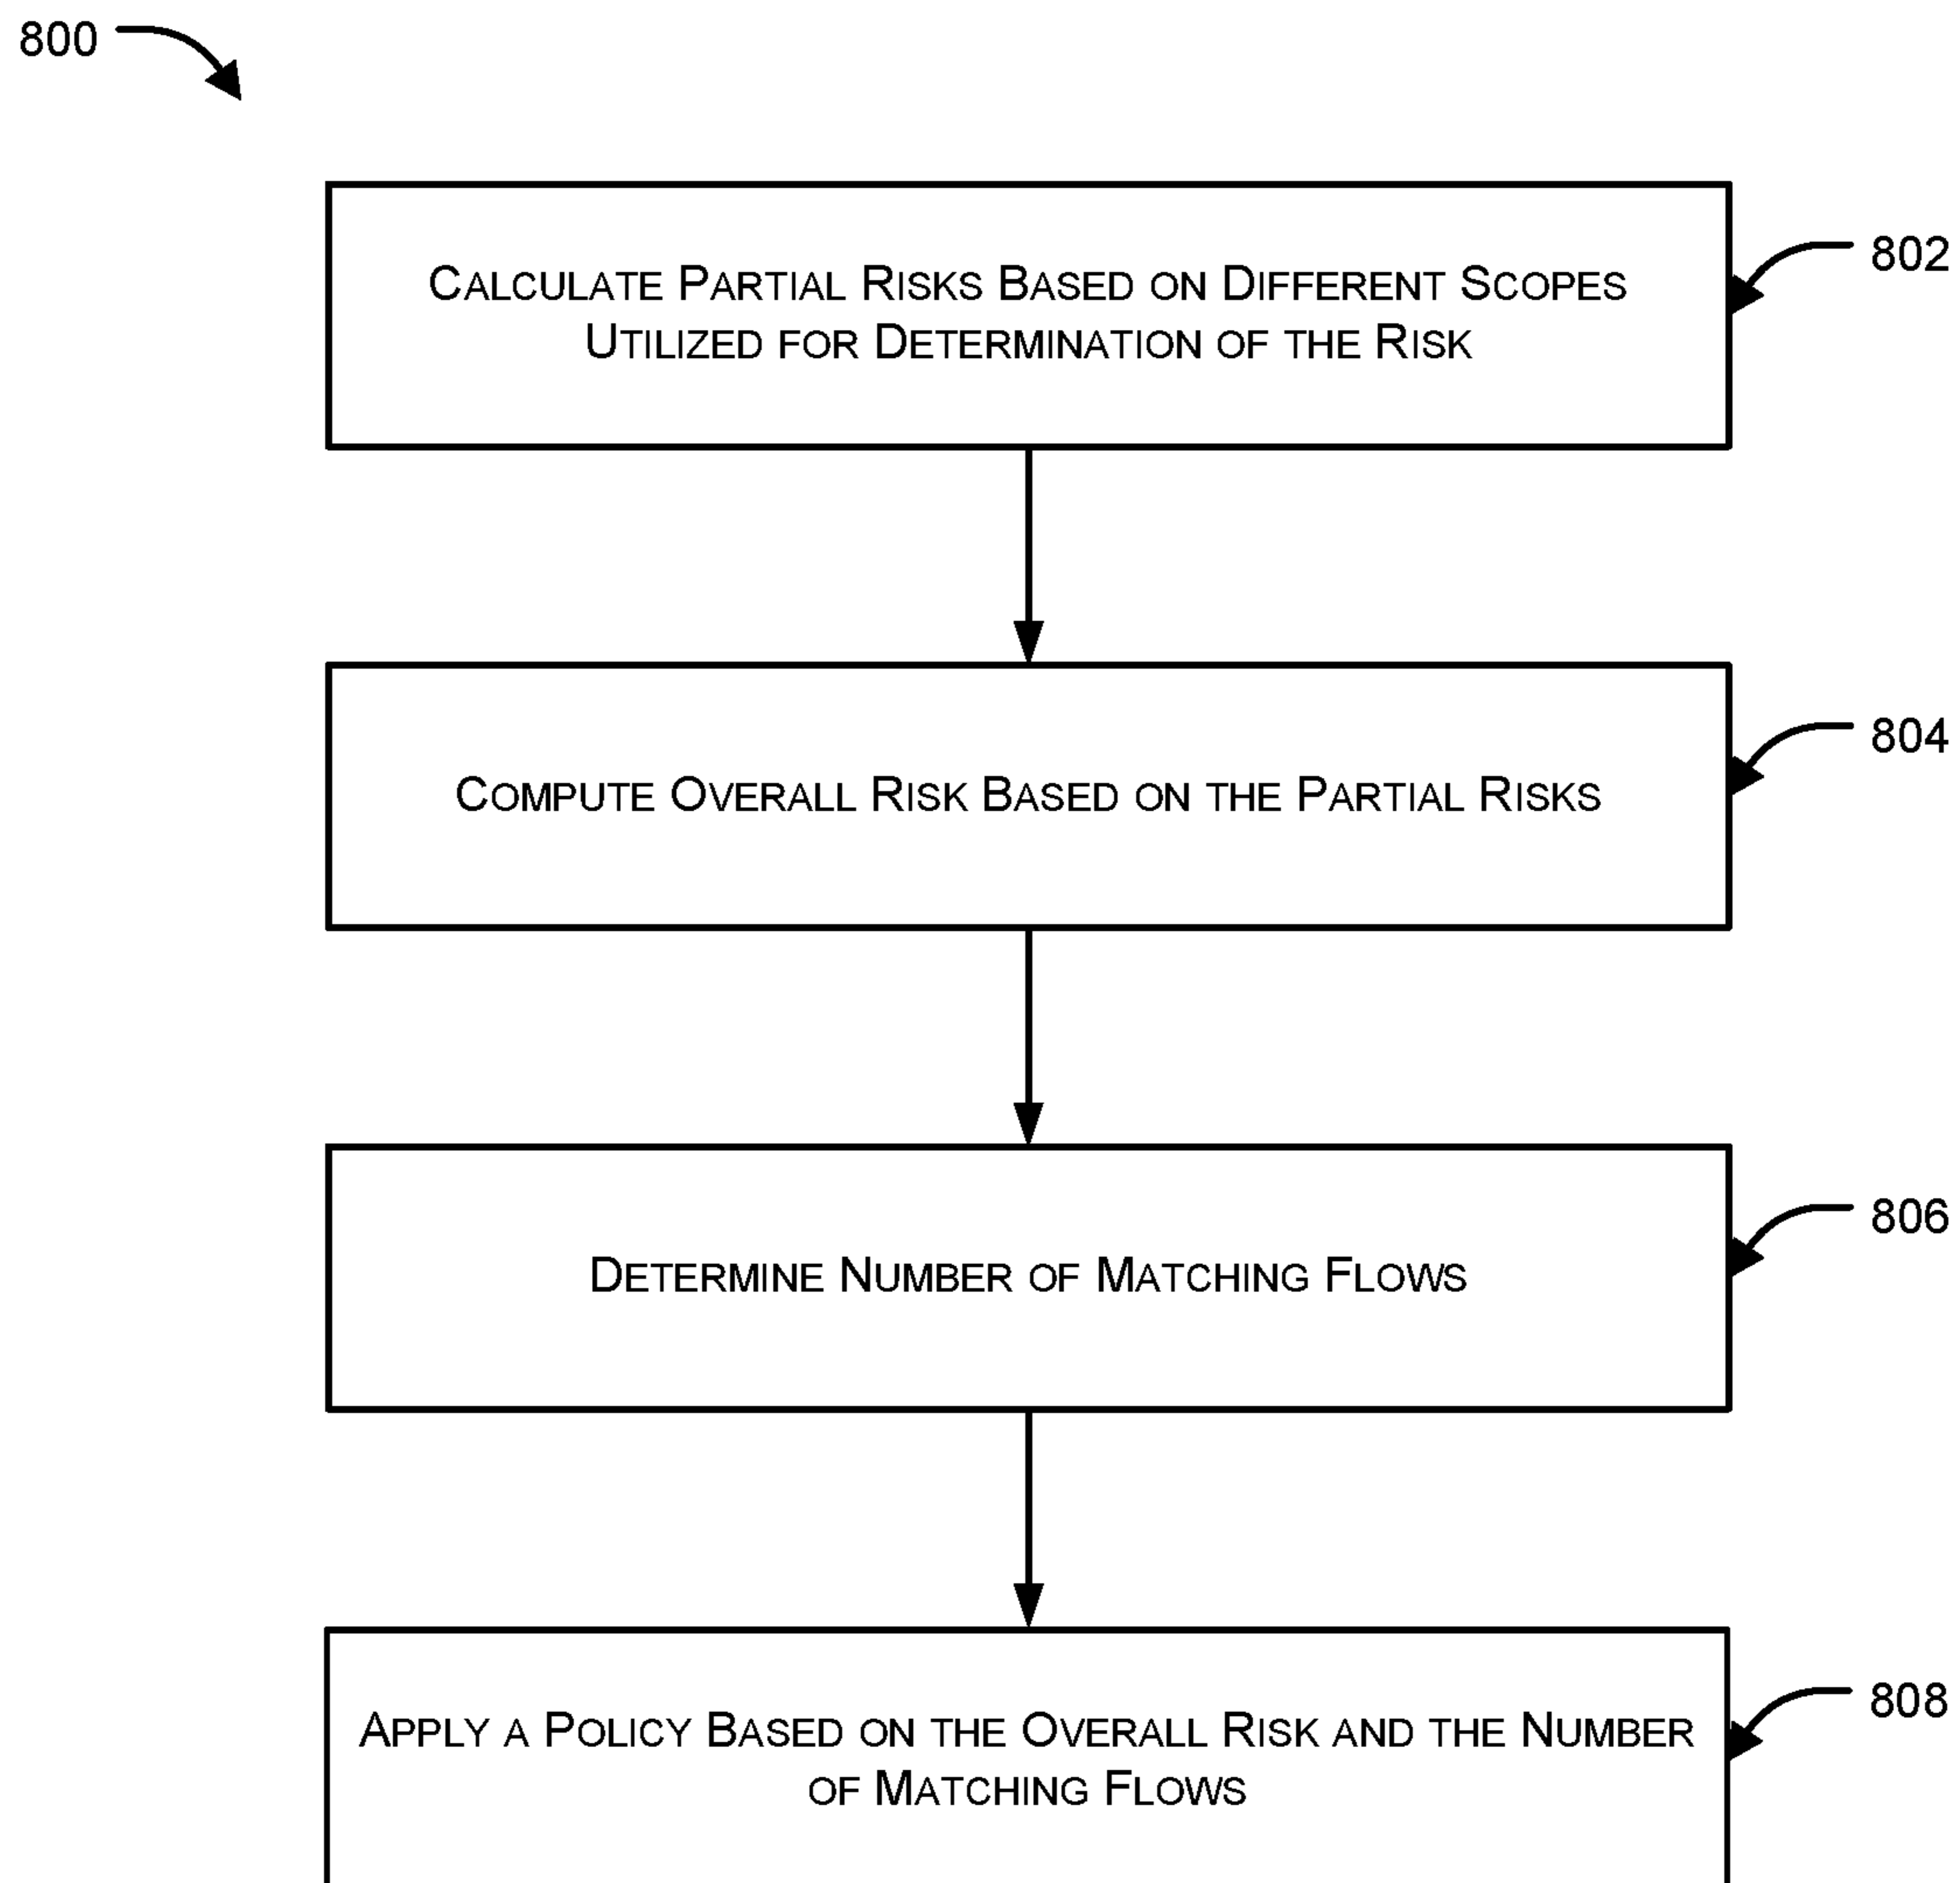 800
CALCULATE PARTIAL RISKS BASED ON DIFFERENT SCOPES
UTILIZED FOR DETERMINATION OF THE RISK
802
COMPUTE OVERALL RISK BASED ON THE PARTIAL RISKS
804
DETERMINE NUMBER OF MATCHING FLOWS
806
APPLY A POLICY BASED ON THE OVERALL RISK AND THE NUMBER
OF MATCHING FLOWS
808